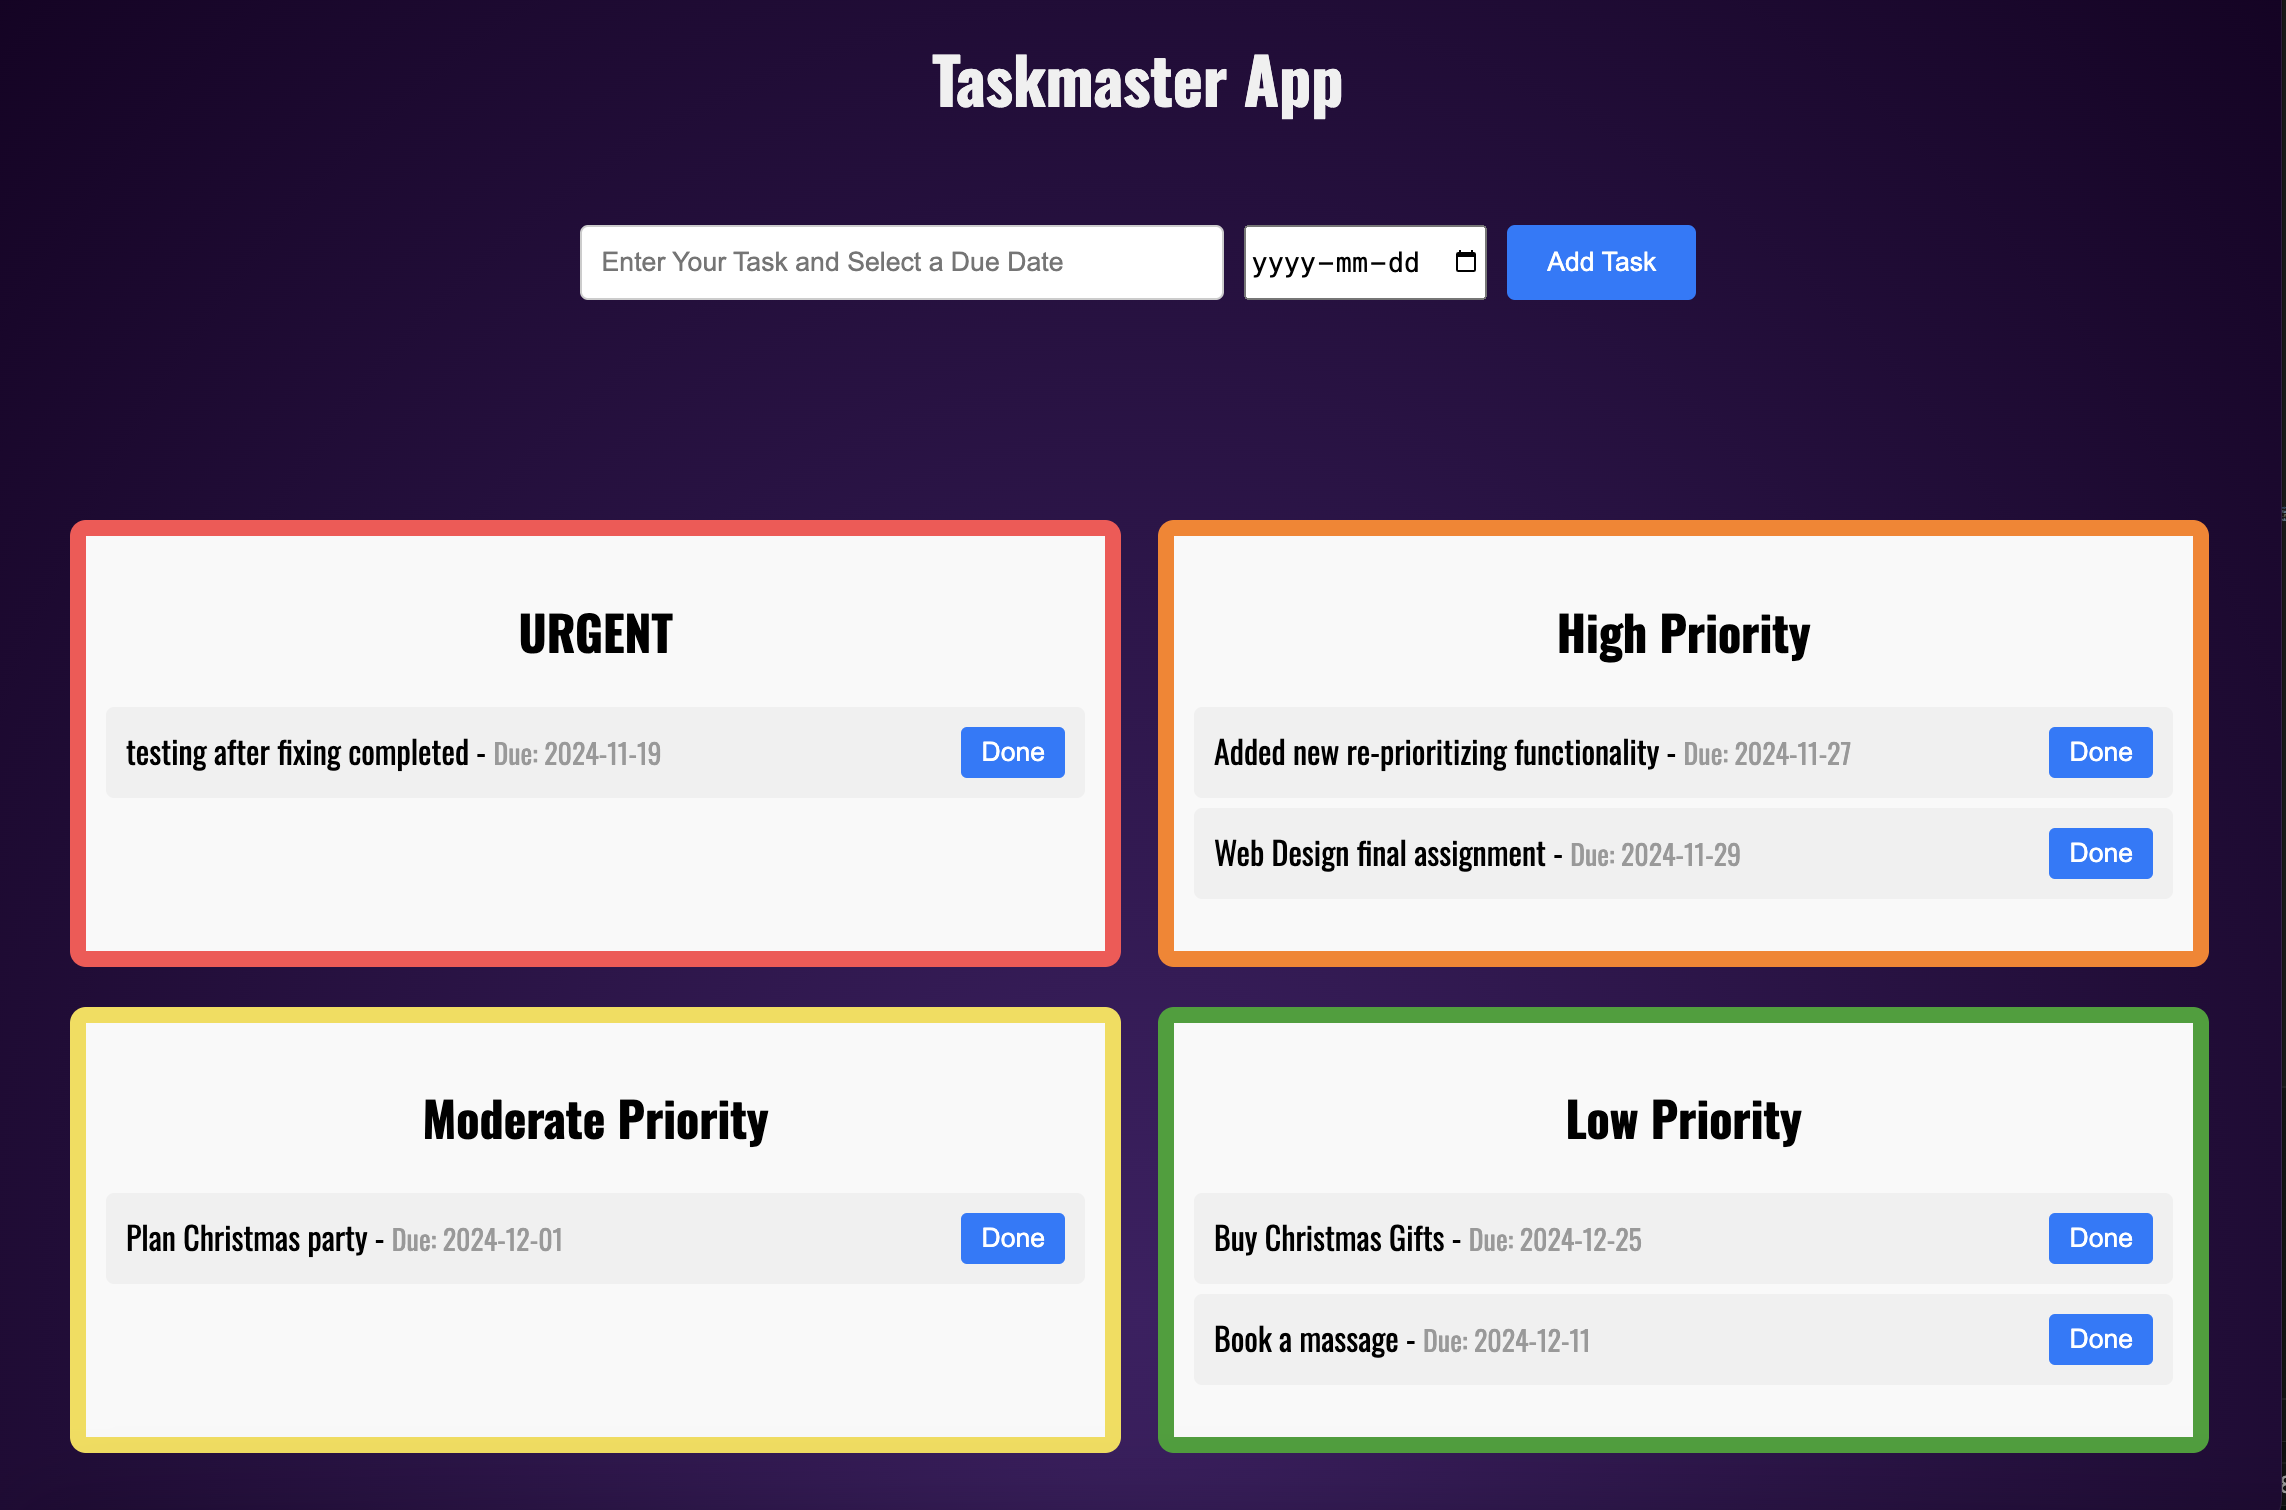 Taskmaster App
Enter Your Task and Select a Due Date
yyyy-mm-dd
Add Task
URGENT
testing after fixing completed - Due: 2024-11-19
Done
High Priority
Added new re-prioritizing functionality - Due: 2024-11-27
Done
Web Design final assignment - Due: 2024-11-29
Done
Moderate Priority
Plan Christmas party - Due: 2024-12-01
Done
Low Priority
Buy Christmas Gifts - Due: 2024-12-25
Done
Book a massage - Due: 2024-12-11
Done